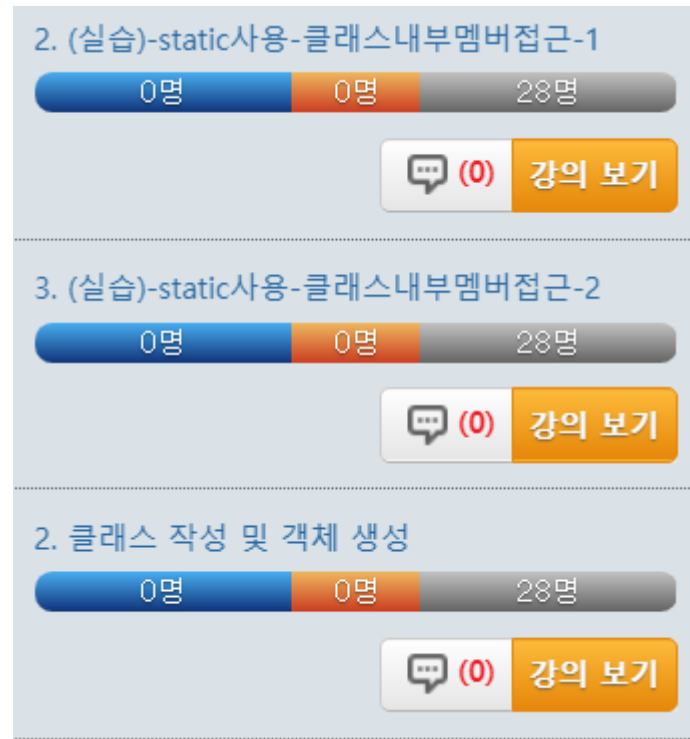 2. (실습)-static사용-클래스내부멤버접근-1
0명 0명 28명
(0) 강의 보기
3. (실습)-static사용-클래스내부멤버접근-2
0명 0명 28명
(0) 강의 보기
2. 클래스 작성 및 객체 생성
0명 0명 28명
(0) 강의 보기